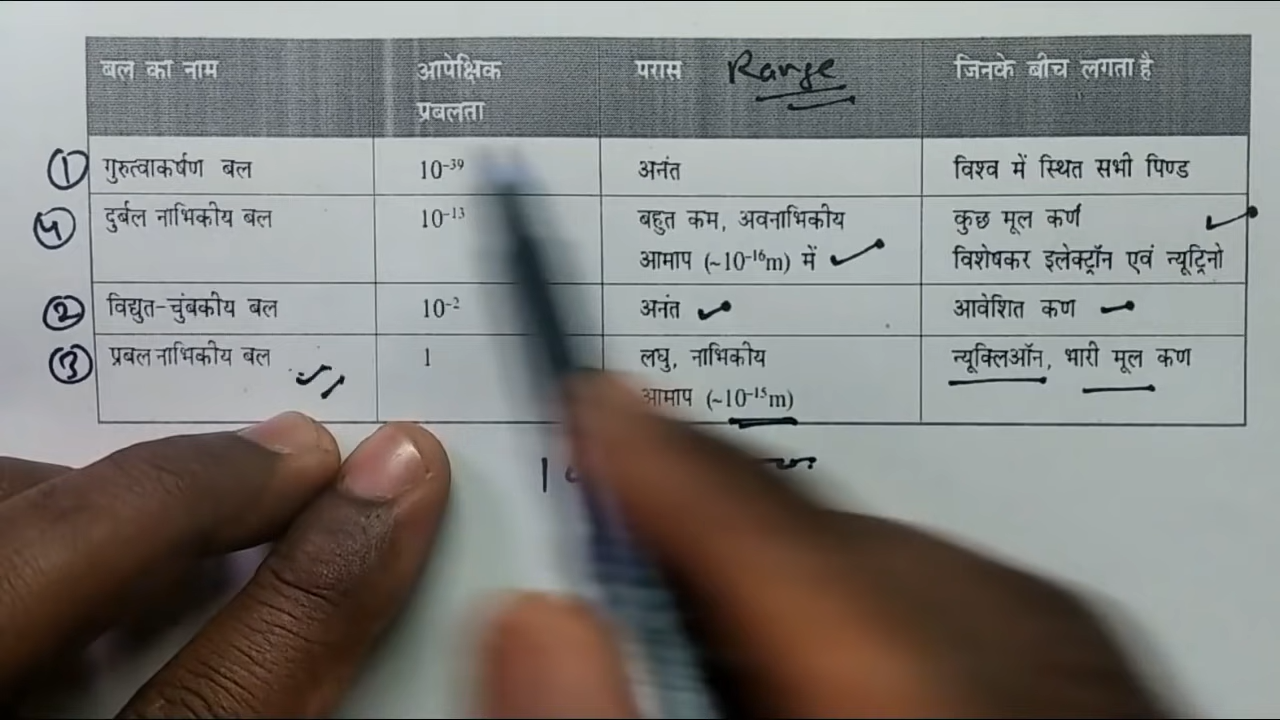 बल का नाम आपेक्षिक प्रबलता परास Range जिनके बीच लगता है
① गुरुत्वाकर्षण बल 10⁻³⁹ अनंत विश्व में स्थित सभी पिण्ड
④ दुर्बल नाभिकीय बल 10⁻¹³ बहुत कम, अवनाभिकीय कुछ मूल कणों
आमाप (~10⁻¹⁶m) में विशेषकर इलेक्ट्रॉन एवं न्यूट्रिनो
② विद्युत-चुंबकीय बल 10⁻² अनंत आवेशित कण
③ प्रबल नाभिकीय बल 1 लघु, नाभिकीय न्यूक्लिऑन, भारी मूल कण
आमाप (~10⁻¹⁵m)